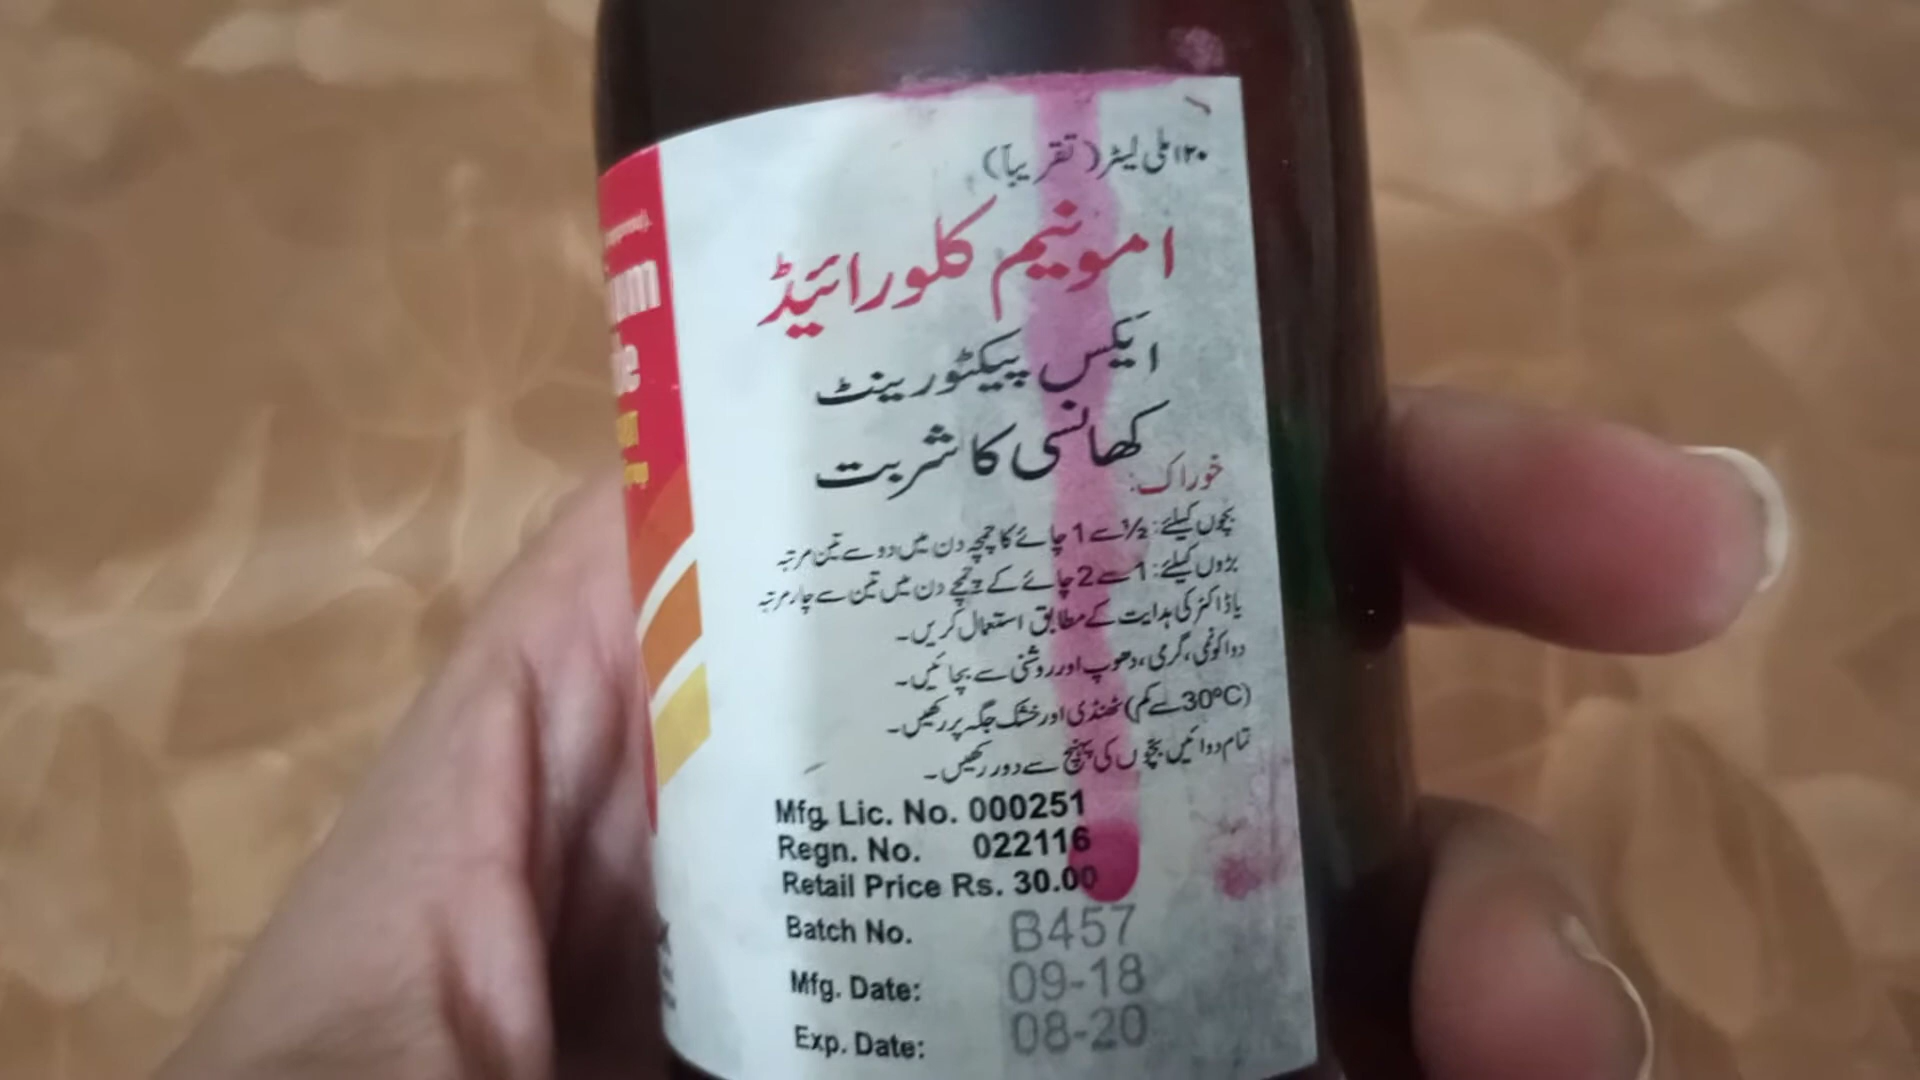 ۱۲۰ ملی لیٹر (تقریباً)
امونیم کلورائیڈ
ایکس پیکٹورینٹ
کھانسی کا شربت
خوراک:
بچوں کیلئے: ½ سے 1 چائے کا چمچہ دن میں دو سے تین مرتبہ
بڑوں کیلئے: 1 سے 2 چائے کے چمچے دن میں تین سے چار مرتبہ
یا ڈاکٹر کی ہدایت کے مطابق استعمال کریں۔
دوا کو نمی، گرمی، دھوپ اور روشنی سے بچائیں۔
(30°C سے کم) ٹھنڈی اور خشک جگہ پر رکھیں۔
تمام دوائیں بچوں کی پہنچ سے دور رکھیں۔
Mfg. Lic. No. 000251
Regn. No. 022116
Retail Price Rs. 30.00
Batch No. B457
Mfg. Date: 09-18
Exp. Date: 08-20